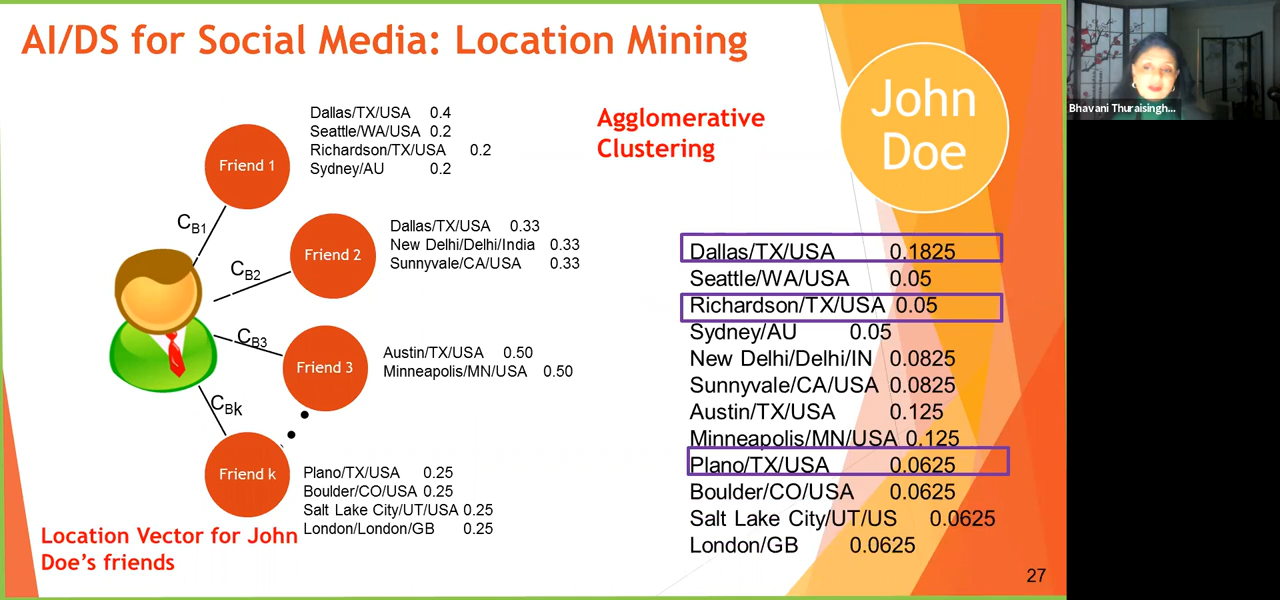 AI/DS for Social Media: Location Mining
Dallas/TX/USA 0.4
Seattle/WA/USA 0.2
Richardson/TX/USA 0.2
Sydney/AU 0.2
Friend 1
CB1
Dallas/TX/USA 0.33
New Delhi/Delhi/India 0.33
Sunnyvale/CA/USA 0.33
Friend 2
CB2
Austin/TX/USA 0.50
Minneapolis/MN/USA 0.50
Friend 3
CB3
CBk
Friend k
Plano/TX/USA 0.25
Boulder/CO/USA 0.25
Salt Lake City/UT/USA 0.25
London/London/GB 0.25
Location Vector for John
Doe's friends
Agglomerative
Clustering
John
Doe
Dallas/TX/USA 0.1825
Seattle/WA/USA 0.05
Richardson/TX/USA 0.05
Sydney/AU 0.05
New Delhi/Delhi/IN 0.0825
Sunnyvale/CA/USA 0.0825
Austin/TX/USA 0.125
Minneapolis/MN/USA 0.125
Plano/TX/USA 0.0625
Boulder/CO/USA 0.0625
Salt Lake City/UT/US 0.0625
London/GB 0.0625
27
Bhavani Thuraisingh...